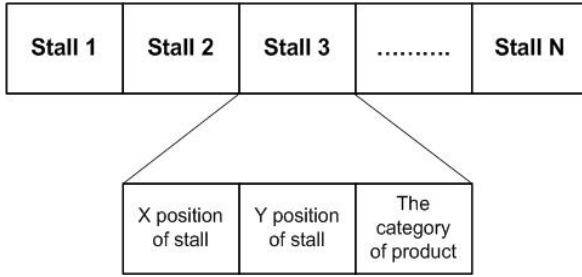 Stall 1 Stall 2 Stall 3 .......... Stall N
X position Y position The
of stall of stall category
of product